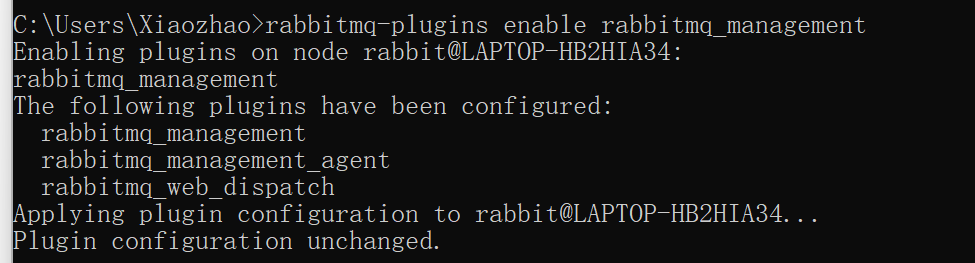 C:\Users\Xiaozhao>rabbitmq-plugins enable rabbitmq_management
Enabling plugins on node rabbit@LAPTOP-HB2HIA34:
rabbitmq_management
The following plugins have been configured:
  rabbitmq_management
  rabbitmq_management_agent
  rabbitmq_web_dispatch
Applying plugin configuration to rabbit@LAPTOP-HB2HIA34...
Plugin configuration unchanged.